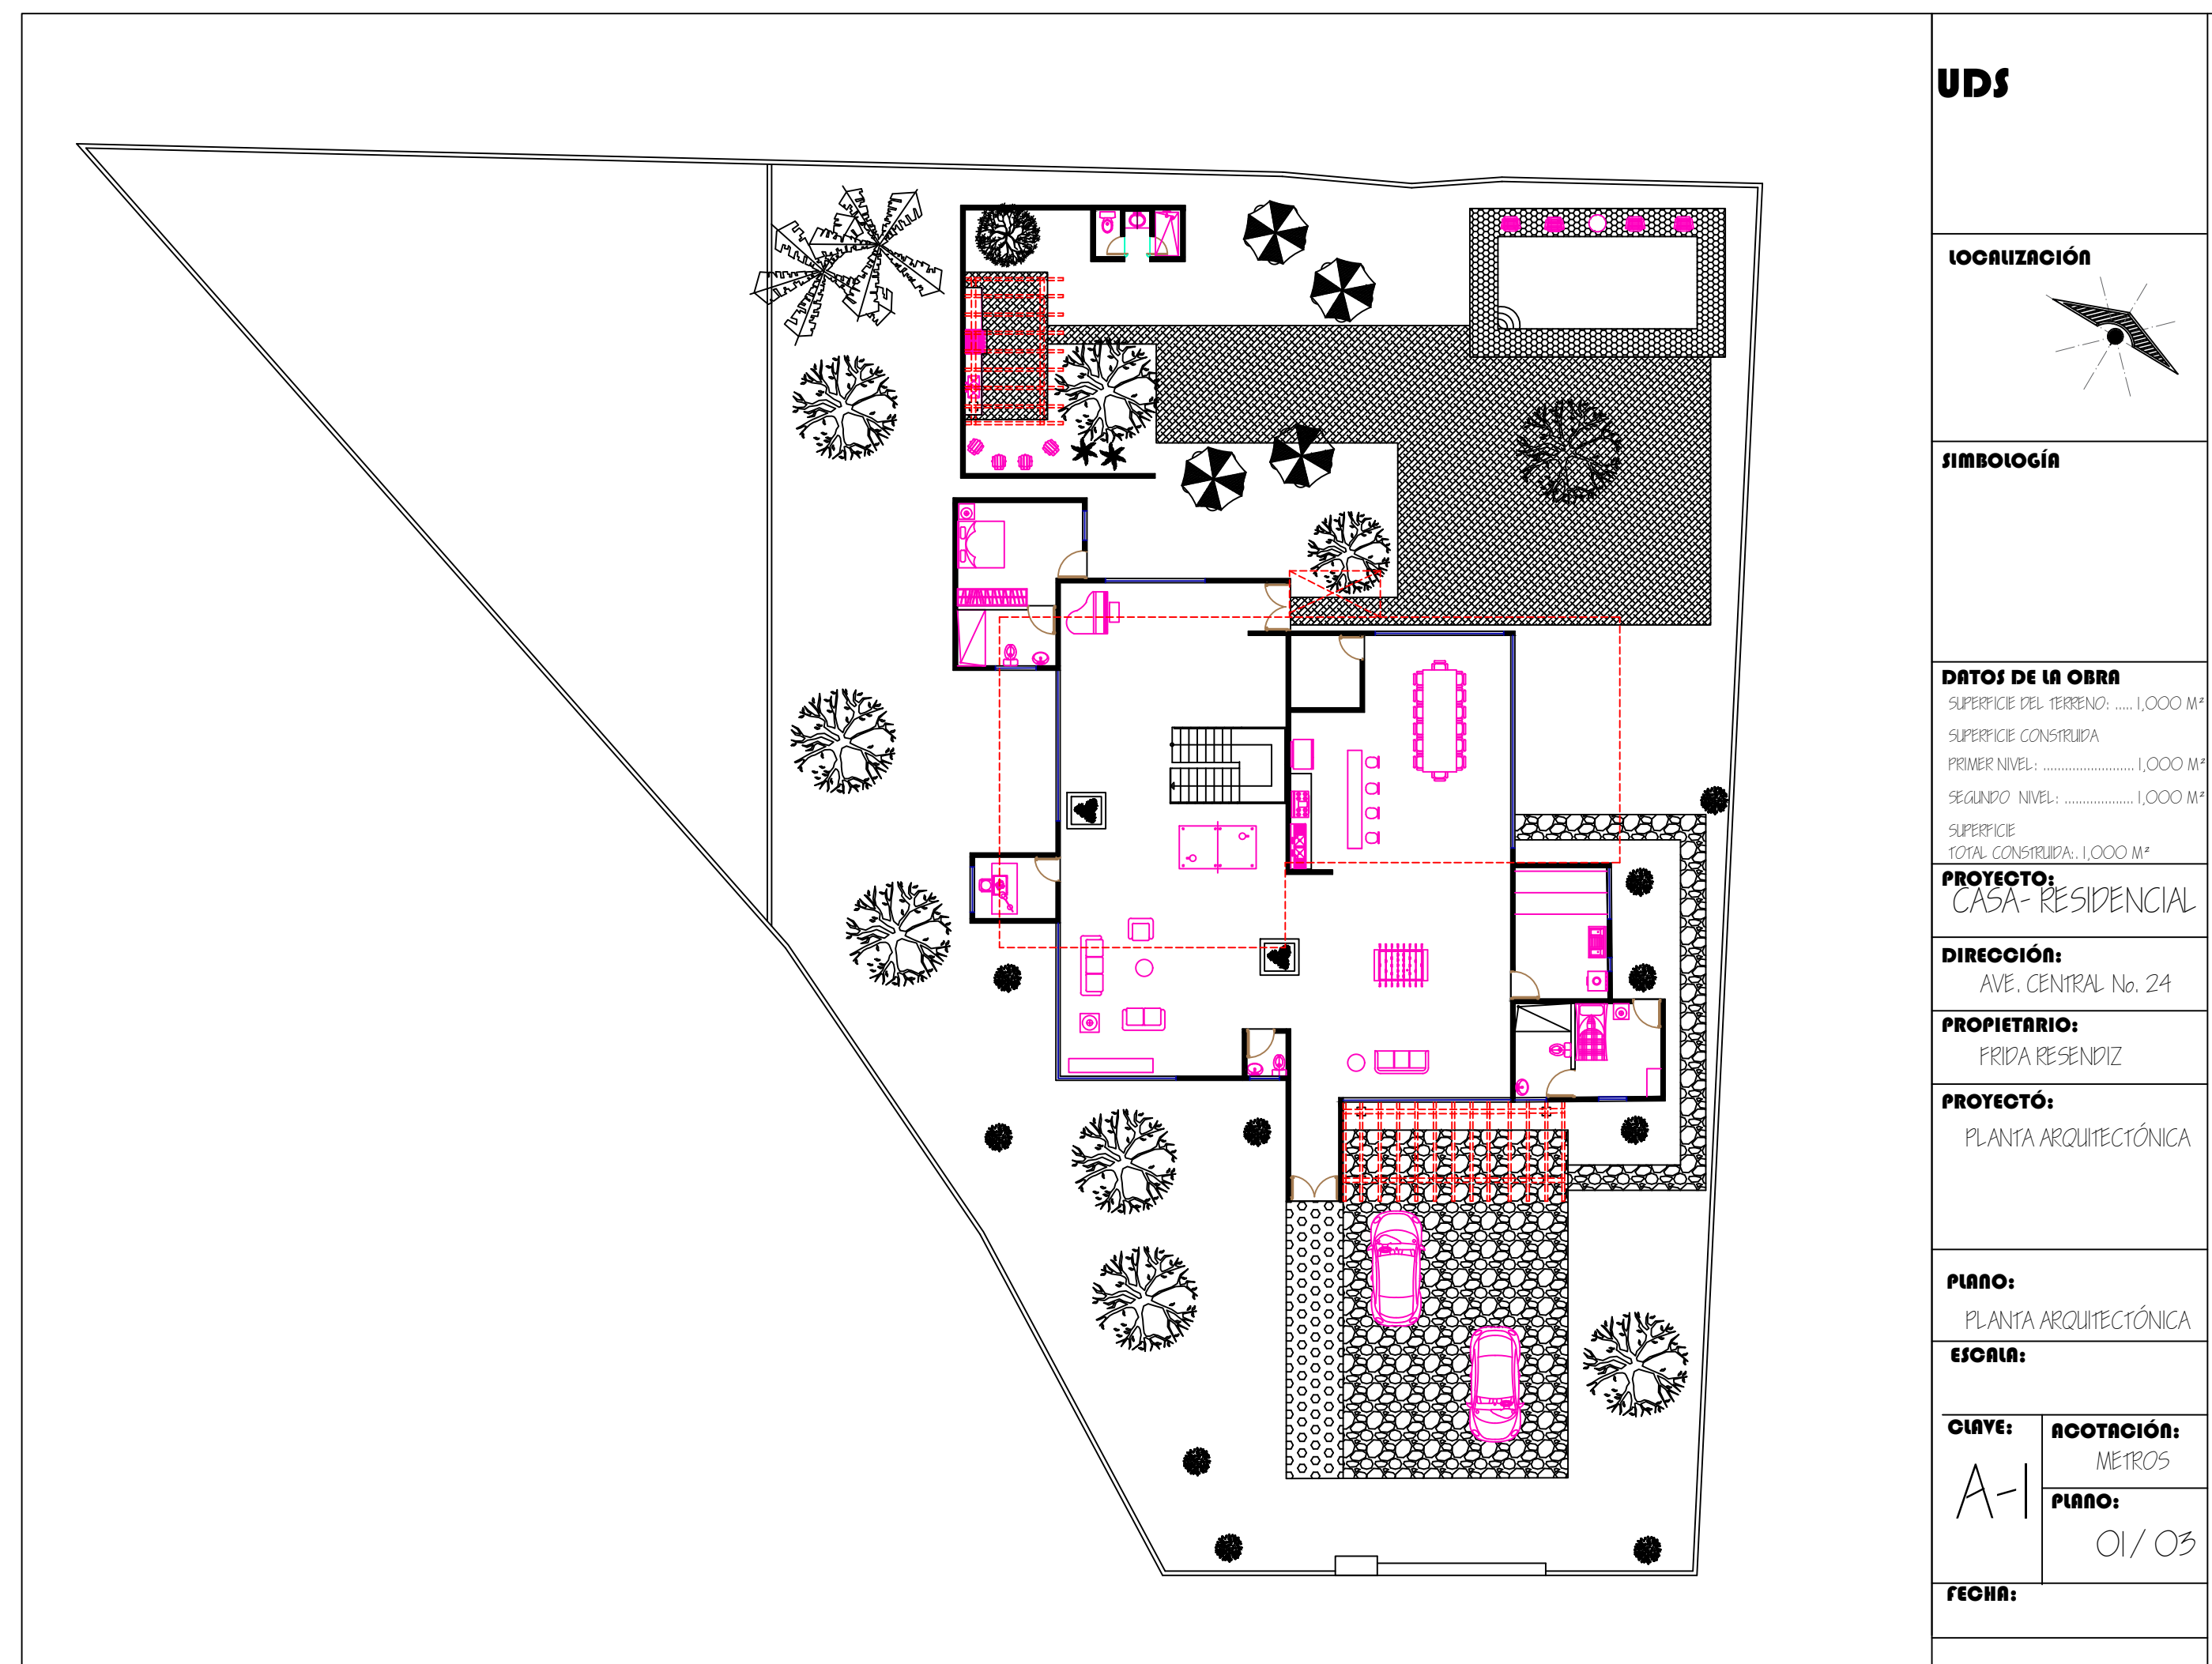 UDS
LOCALIZACIÓN
SIMBOLOGÍA
DATOS DE LA OBRA
SUPERFICIE DEL TERRENO: ..... 1,000 M²
SUPERFICIE CONSTRUIDA
PRIMER NIVEL: ......................... 1,000 M²
SEGUNDO NIVEL: ................... 1,000 M²
SUPERFICIE
TOTAL CONSTRUIDA:. 1,000 M²
PROYECTO:
CASA- RESIDENCIAL
DIRECCIÓN:
AVE. CENTRAL No. 24
PROPIETARIO:
FRIDA RESENDIZ
PROYECTÓ:
PLANTA ARQUITECTÓNICA
PLANO:
PLANTA ARQUITECTÓNICA
ESCALA:
CLAVE:
A-1
ACOTACIÓN:
METROS
PLANO:
01/ 03
FECHA: